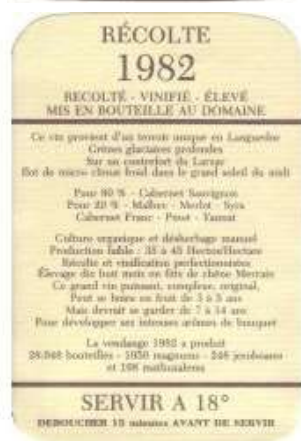 RÉCOLTE
1982
RECOLTÉ - VINIFIÉ - ÉLEVÉ
MIS EN BOUTEILLE AU DOMAINE
Ce vin provient d'un terroir unique en Languedoc
Grèzes glaciaires profondes
Sur un contrefort du Larzac
Ilot de micro climat froid dans le grand soleil du midi
Pour 80 % - Cabernet Sauvignon
Pour 20 % - Malbec - Merlot - Syra
Cabernet Franc - Pinot - Tannat
Culture organique et désherbage manuel
Production faible : 35 à 45 Hecto/Hectare
Récolte et vinification perfectionnistes
Élevage dix huit mois en fûts de chêne Merrain
Ce grand vin puissant, complexe, original,
Peut se boire en fruit de 3 à 5 ans
Mais devrait se garder de 7 à 14 ans
Pour développer ses intenses arômes de bouquet
La vendange 1982 a produit
bouteilles - magnums - jeroboams
et mathusalems
SERVIR A 18°
DEBOUCHER 15 minutes AVANT DE SERVIR